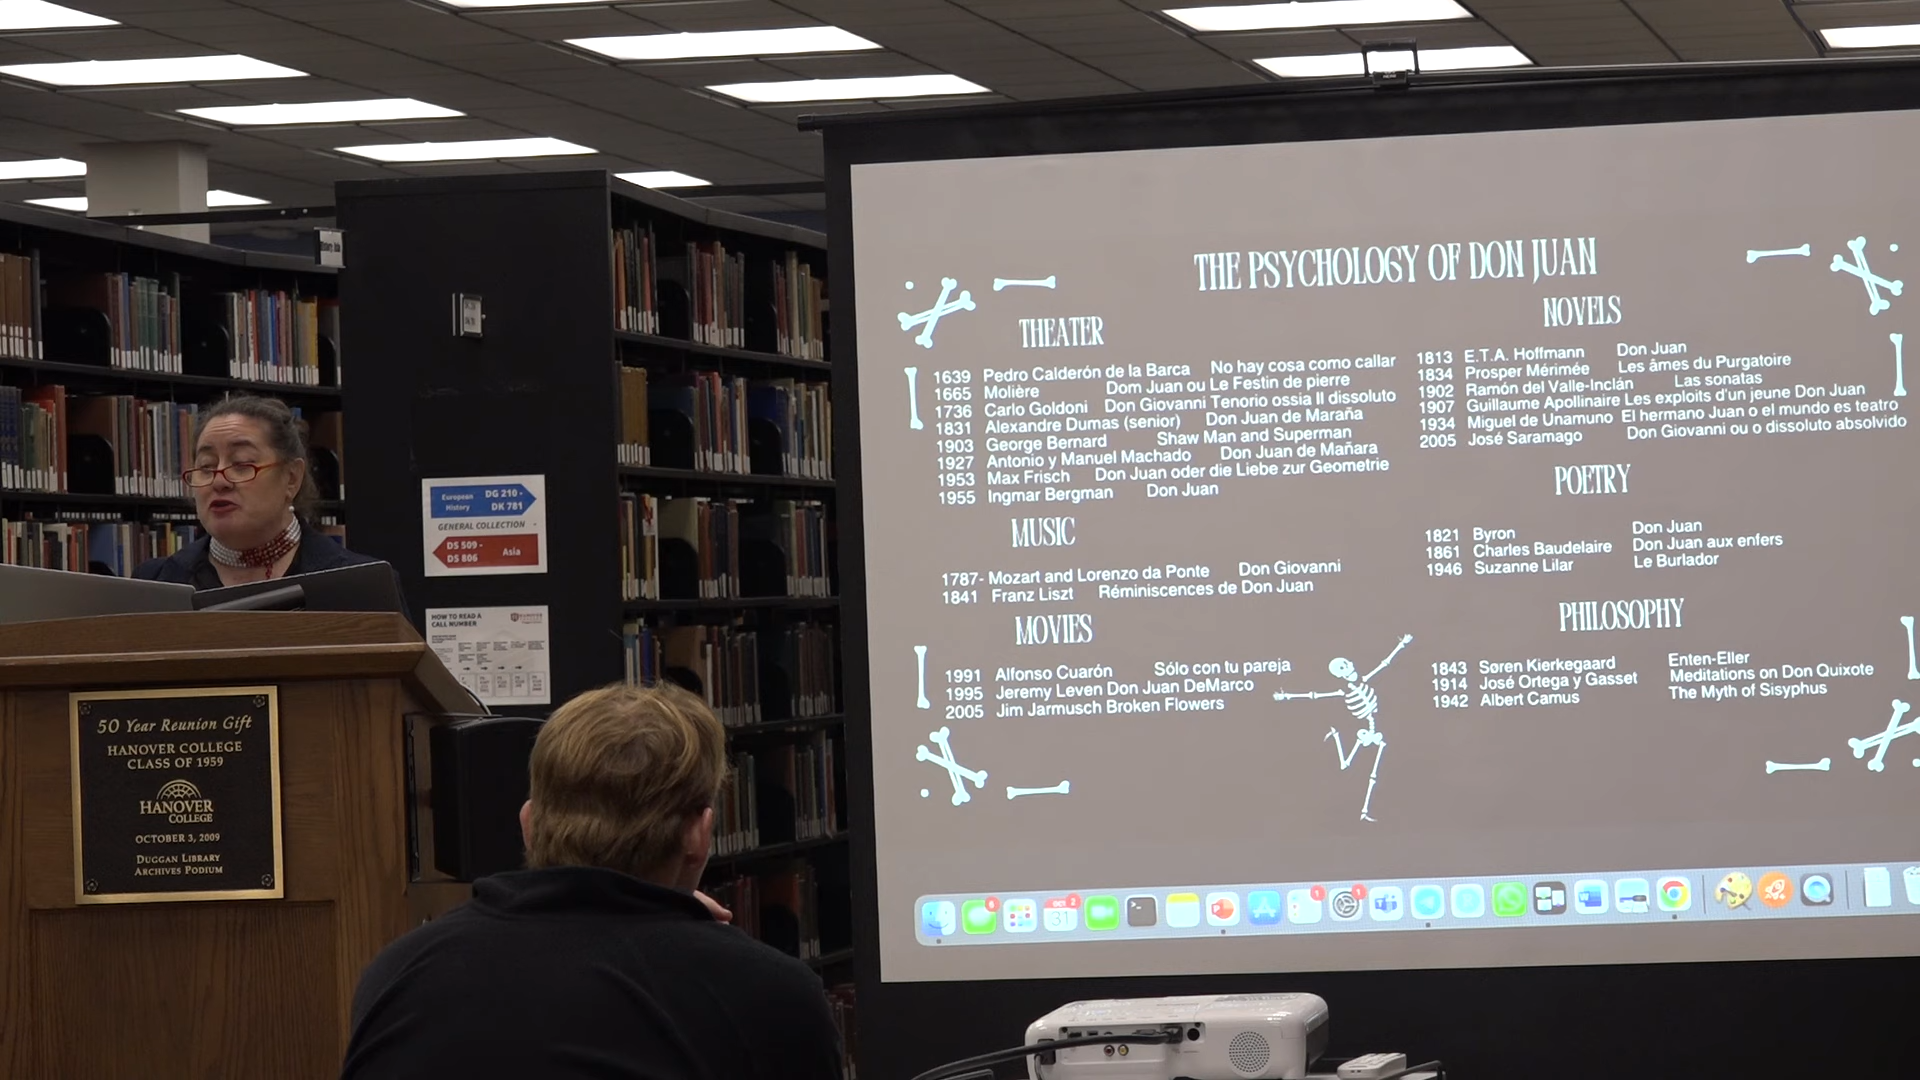 THE PSYCHOLOGY OF DON JUAN
THEATER
1639 Pedro Calderón de la Barca No hay cosa como callar
1665 Molière Dom Juan ou Le Festin de pierre
1736 Carlo Goldoni Don Giovanni Tenorio ossia Il dissoluto
1831 Alexandre Dumas (senior) Don Juan de Maraña
1903 George Bernard Shaw Man and Superman
1927 Antonio y Manuel Machado Don Juan de Mañara
1953 Max Frisch Don Juan oder die Liebe zur Geometrie
1955 Ingmar Bergman Don Juan
MUSIC
1787- Mozart and Lorenzo da Ponte Don Giovanni
1841 Franz Liszt Réminiscences de Don Juan
MOVIES
1991 Alfonso Cuarón Sólo con tu pareja
1995 Jeremy Leven Don Juan DeMarco
2005 Jim Jarmusch Broken Flowers
NOVELS
1813 E.T.A. Hoffmann Don Juan
1834 Prosper Mérimée Les âmes du Purgatoire
1902 Ramón del Valle-Inclán Las sonatas
1907 Guillaume Apollinaire Les exploits d'un jeune Don Juan
1934 Miguel de Unamuno El hermano Juan o el mundo es teatro
2005 José Saramago Don Giovanni ou o dissoluto absolvido
POETRY
1821 Byron Don Juan
1861 Charles Baudelaire Don Juan aux enfers
1946 Suzanne Lilar Le Burlador
PHILOSOPHY
1843 Søren Kierkegaard Enten-Eller
1914 José Ortega y Gasset Meditations on Don Quixote
1942 Albert Camus The Myth of Sisyphus
European History DG 210 - DK 781
GENERAL COLLECTION -
DS 509 - DS 806 Asia
HOW TO READ A
CALL NUMBER
50 Year Reunion Gift
HANOVER COLLEGE
CLASS OF 1959
HANOVER
COLLEGE
OCTOBER 3, 2009
DUGGAN LIBRARY
ARCHIVES PODIUM
OCT
31